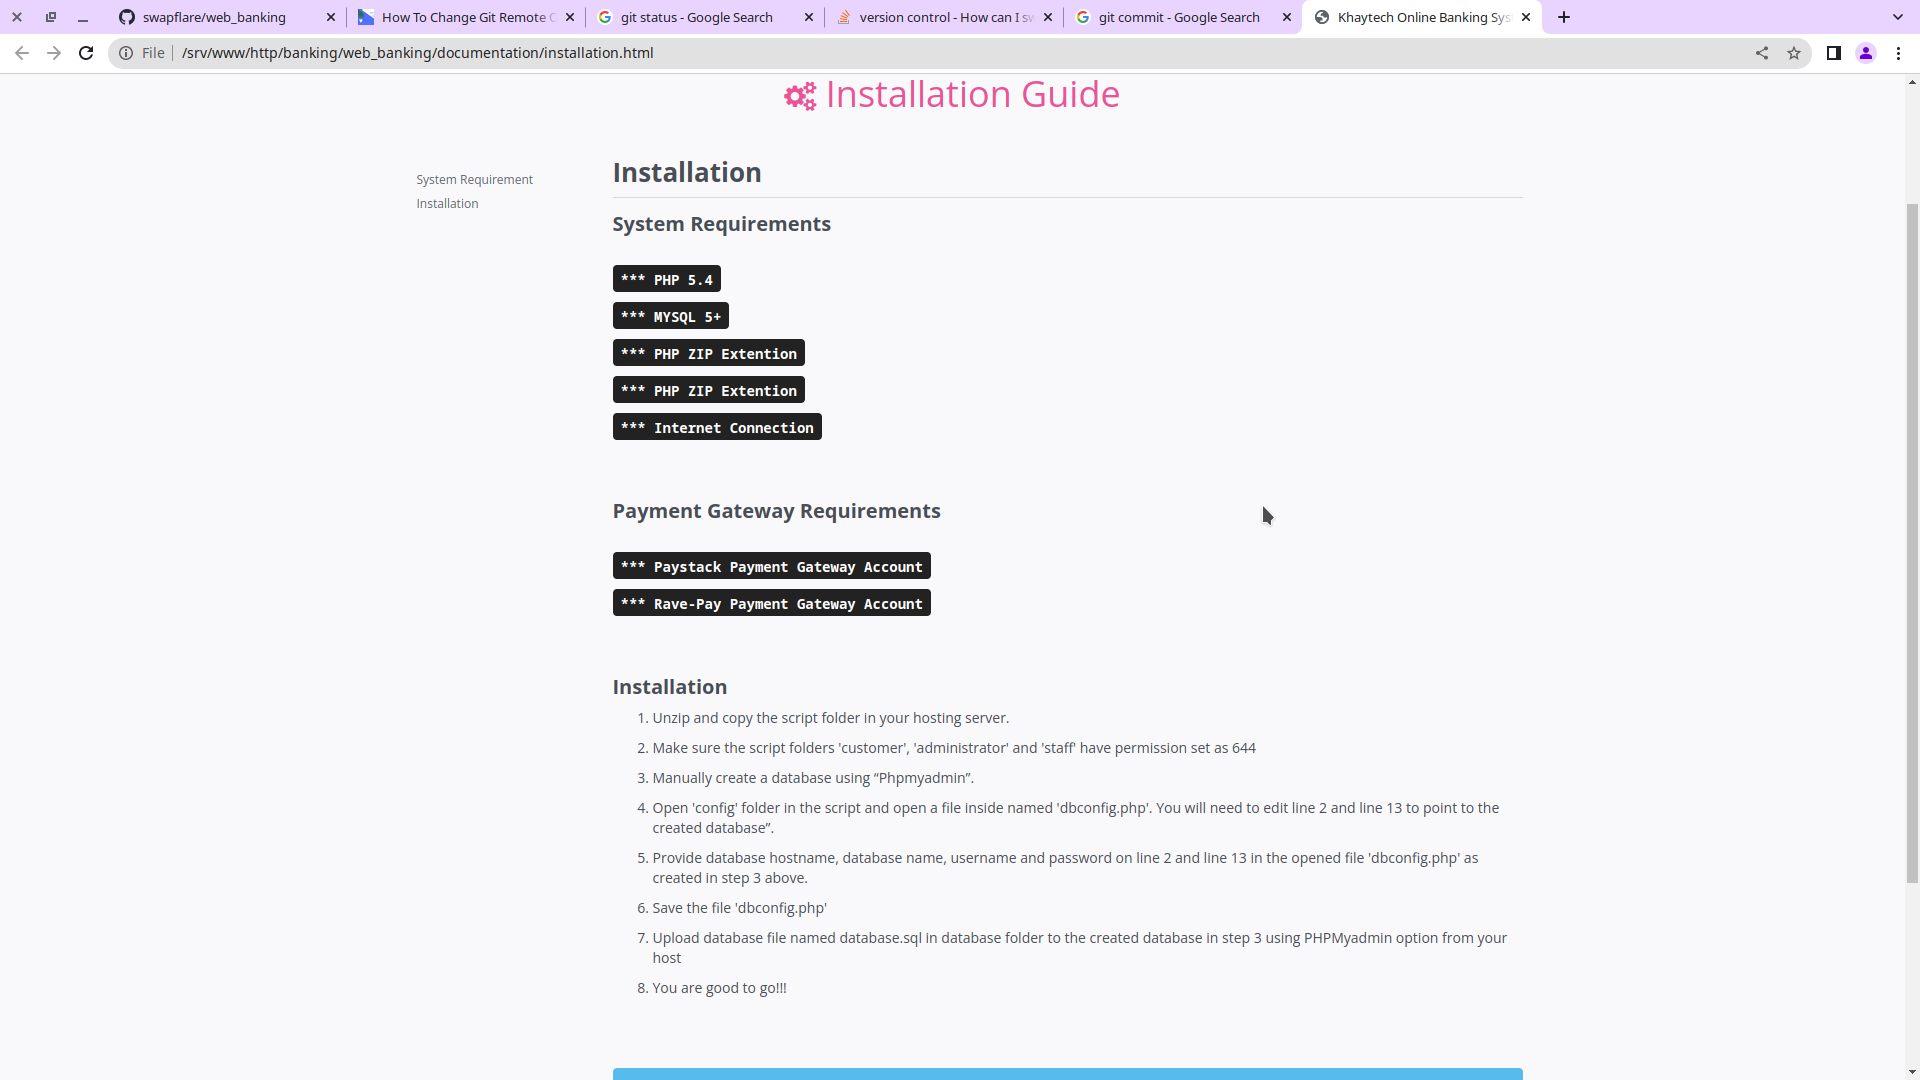 swapflare/web_banking
How To Change Git Remote
git status - Google Search
version control - How can I sw
git commit - Google Search
Khaytech Online Banking Sys
File
/srv/www/http/banking/web_banking/documentation/installation.html
Installation Guide
System Requirement
Installation
Installation
System Requirements
*** PHP 5.4
*** MYSQL 5+
*** PHP ZIP Extention
*** PHP ZIP Extention
*** Internet Connection
Payment Gateway Requirements
*** Paystack Payment Gateway Account
*** Rave-Pay Payment Gateway Account
Installation
1. Unzip and copy the script folder in your hosting server.
2. Make sure the script folders 'customer', 'administrator' and 'staff' have permission set as 644
3. Manually create a database using “Phpmyadmin”.
4. Open 'config' folder in the script and open a file inside named 'dbconfig.php'. You will need to edit line 2 and line 13 to point to the
created database”.
5. Provide database hostname, database name, username and password on line 2 and line 13 in the opened file 'dbconfig.php' as
created in step 3 above.
6. Save the file 'dbconfig.php'
7. Upload database file named database.sql in database folder to the created database in step 3 using PHPMyadmin option from your
host
8. You are good to go!!!